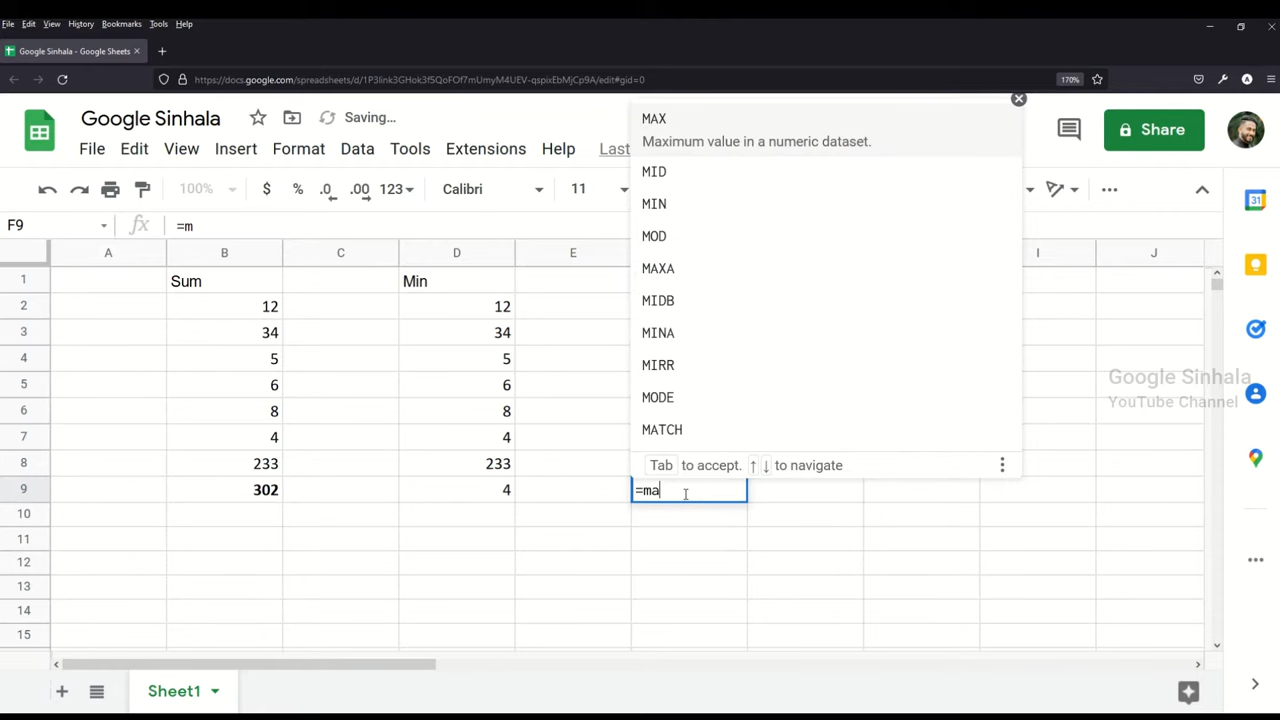 File Edit View History Bookmarks Tools Help
Google Sinhala - Google Sheets
https://docs.google.com/spreadsheets/d/1P3link3GHok3f5QoFOf7mUmyM4UEV-qspixEbMjCp9A/edit#gid=0
170%
Google Sinhala
Saving...
File Edit View Insert Format Data Tools Extensions Help Last
Share
100% $ % .0 .00 123 Calibri 11
F9 fx =m
A B C D E I J
1 Sum Min
2 12 12
3 34 34
4 5 5
5 6 6
6 8 8
7 4 4
8 233 233
9 302 4 =ma
10
11
12
13
14
15
MAX
Maximum value in a numeric dataset.
MID
MIN
MOD
MAXA
MIDB
MINA
MIRR
MODE
MATCH
Tab to accept. ↑ ↓ to navigate
31
Google Sinhala
YouTube Channel
Sheet1